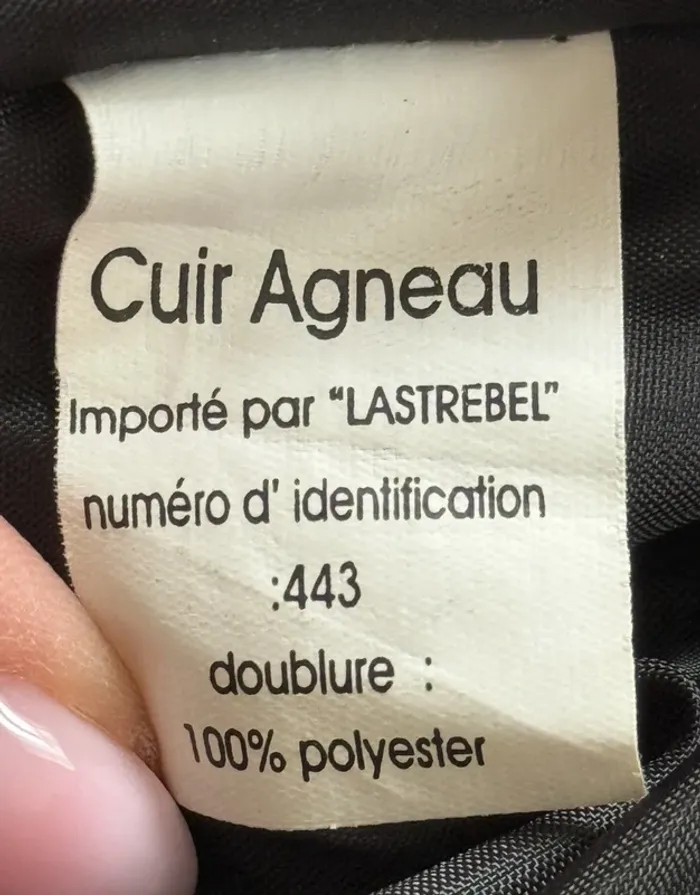 Cuir Agneau
Importé par “LASTREBEL”
numéro d' identification
:443
doublure :
100% polyester